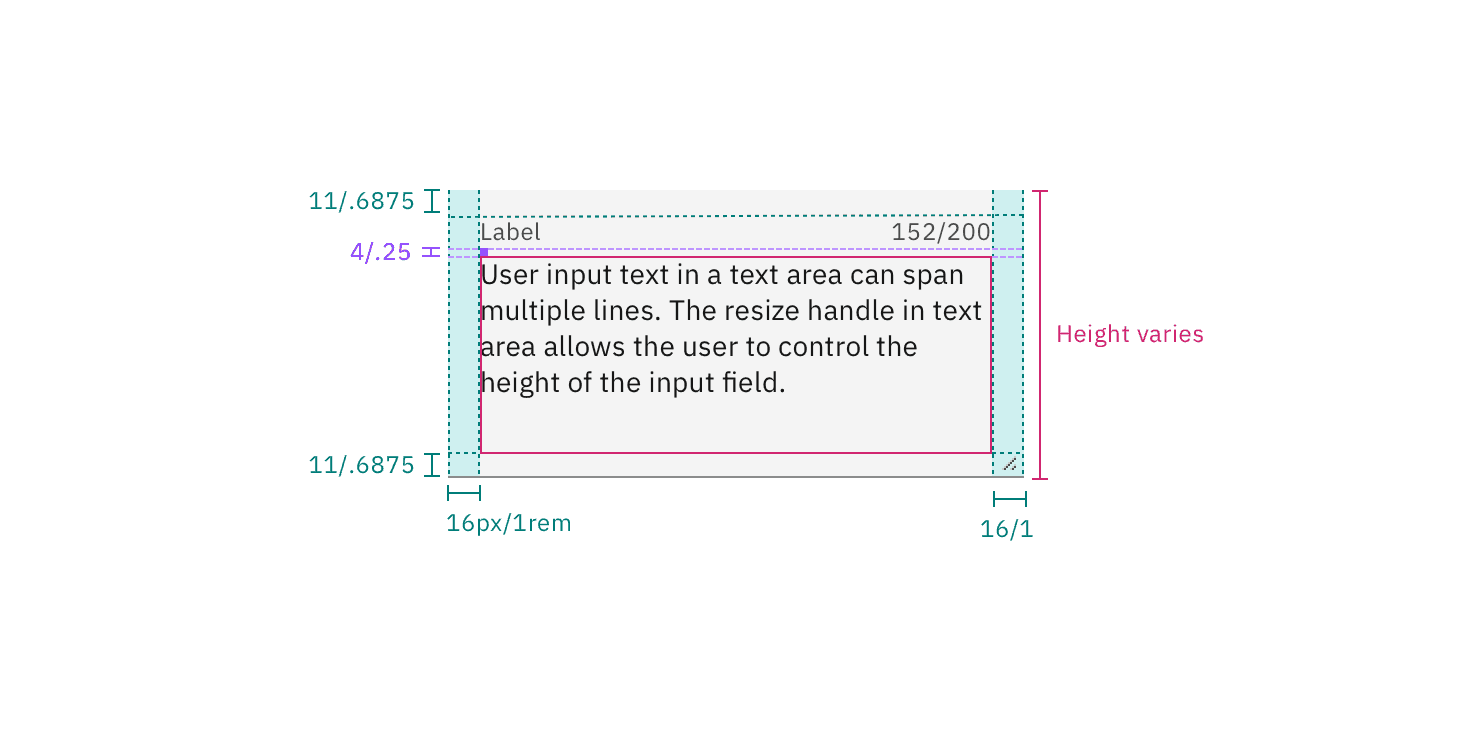 11/.6875
Label 152/200
4/.25
User input text in a text area can span
multiple lines. The resize handle in text
area allows the user to control the
height of the input field.
Height varies
11/.6875
16px/1rem
16/1